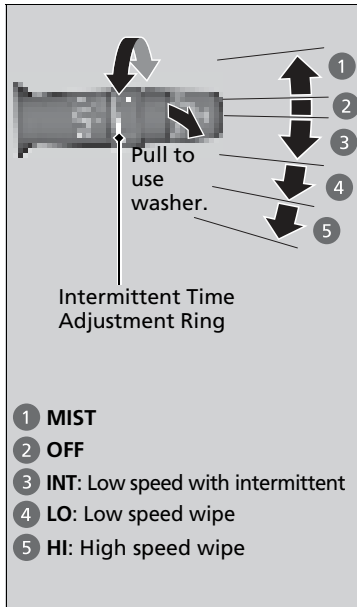 1
2
3
4
5
Pull to
use
washer.
Intermittent Time
Adjustment Ring
1 MIST
2 OFF
3 INT: Low speed with intermittent
4 LO: Low speed wipe
5 HI: High speed wipe